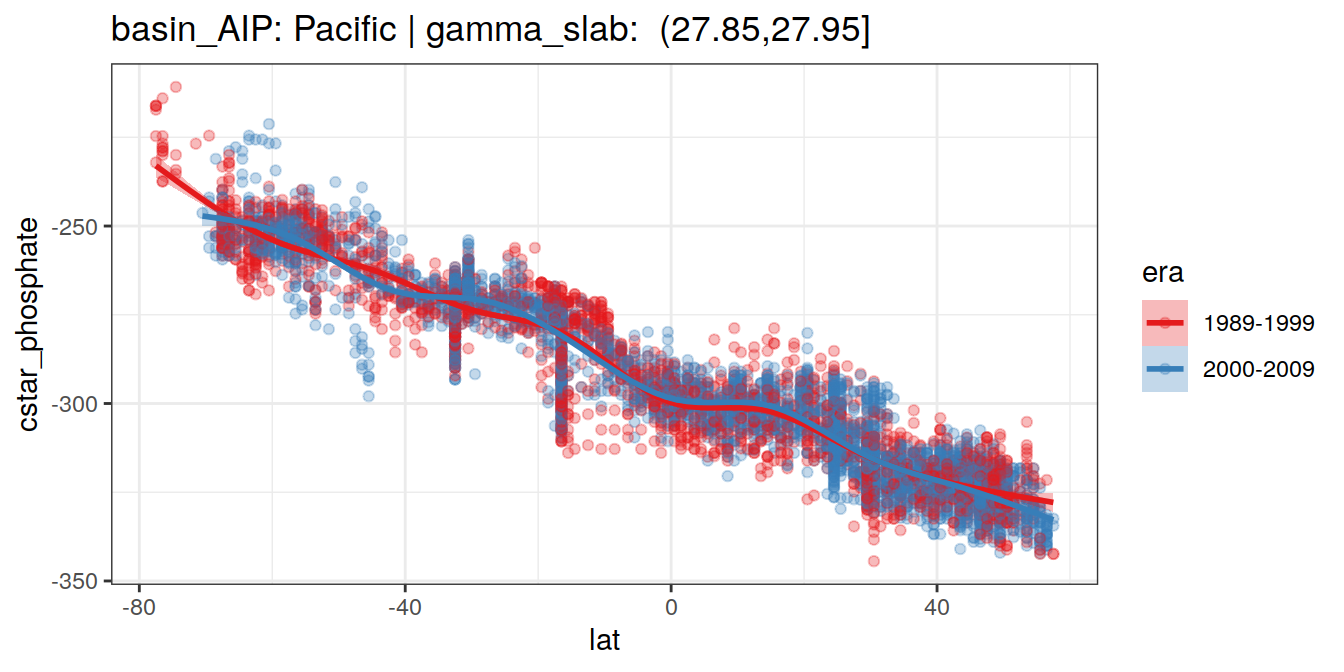 basin_AIP: Pacific | gamma_slab:  (27.85,27.95]
cstar_phosphate
-250
-300
-350
-80
-40
0
40
lat
era
1989-1999
2000-2009